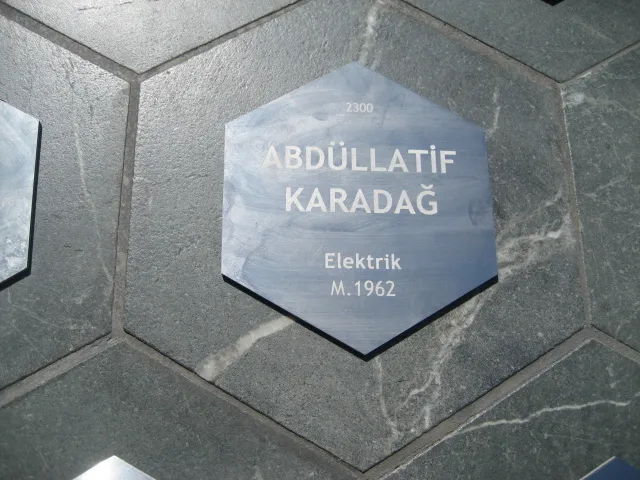 2300
ABDÜLLATİF
KARADAĞ
Elektrik
M.1962